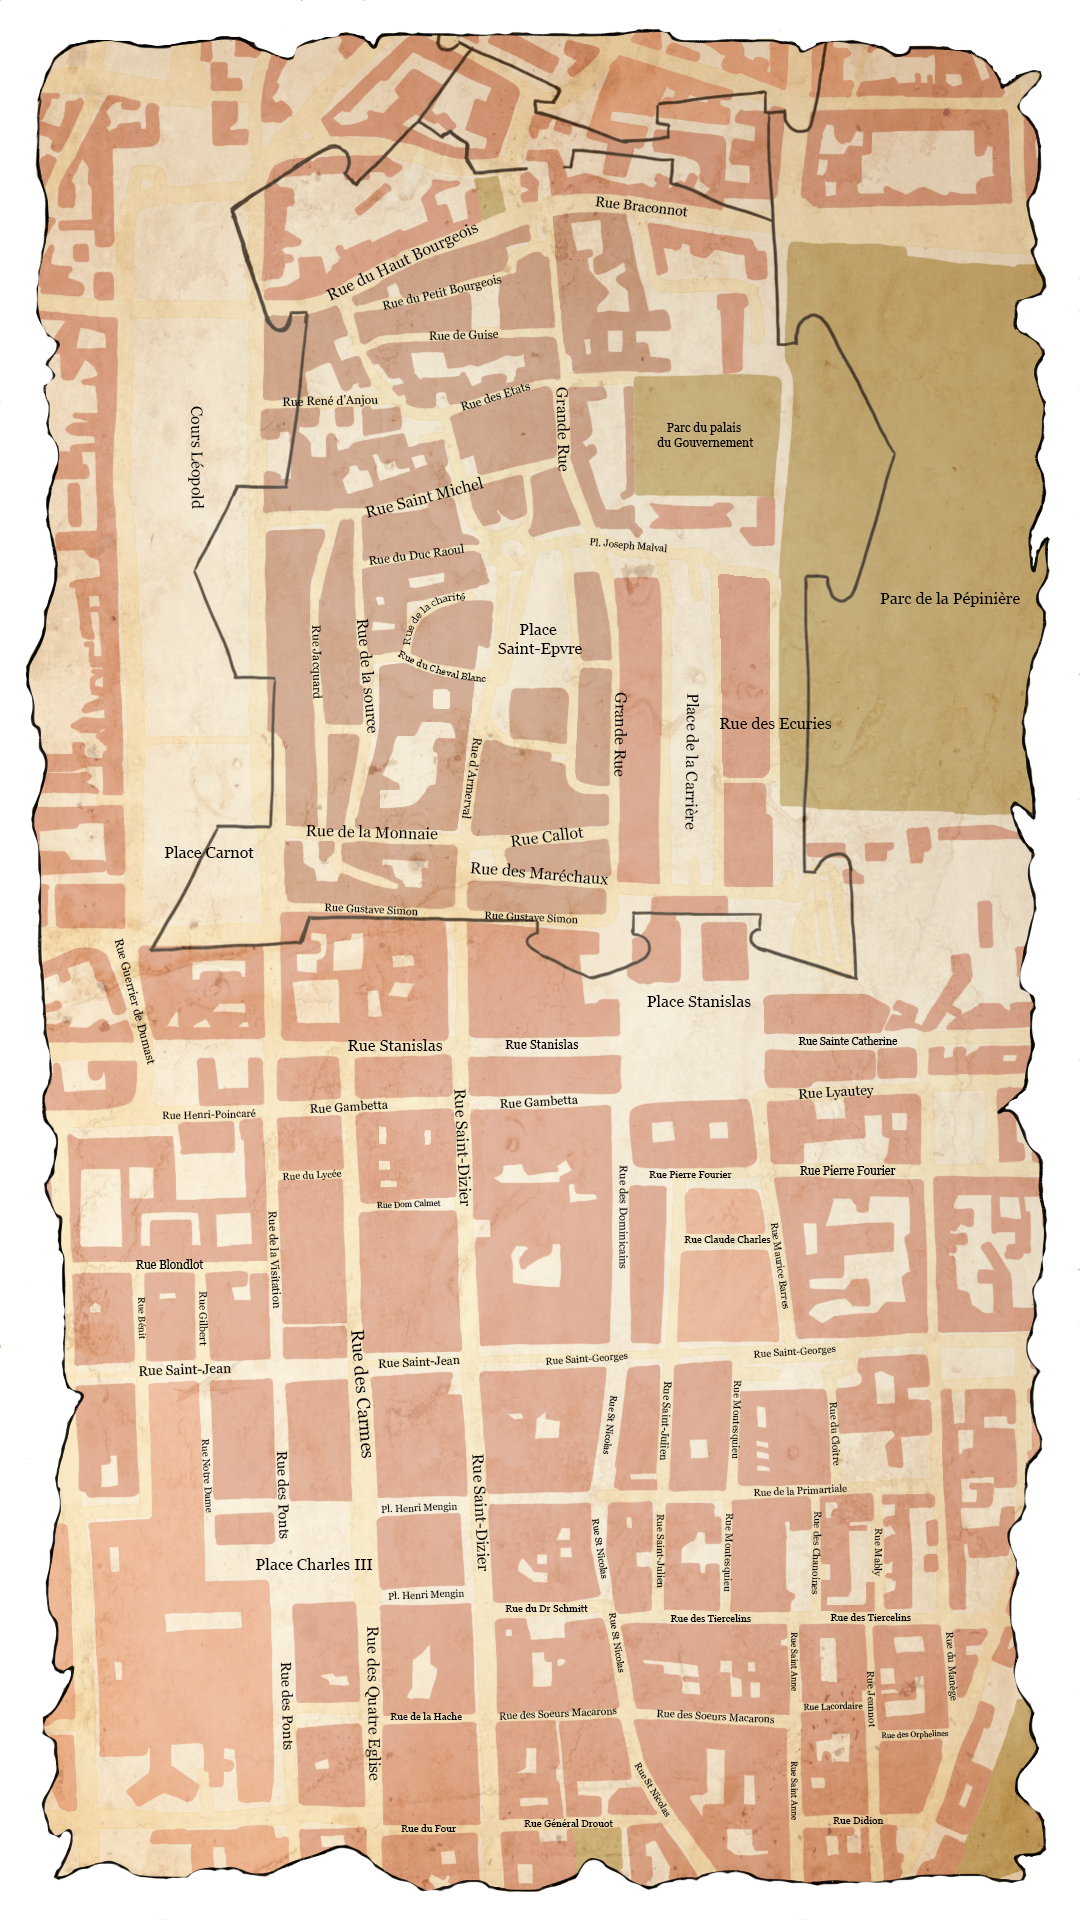 Rue Braconnot
Rue du Haut Bourgeois
Rue du Petit Bourgeois
Rue de Guise
Rue René d'Anjou
Rue des Etats
Grande Rue
Cours Léopold
Parc du palais
du Gouvernement
Rue Saint Michel
Rue du Duc Raoul
Pl. Joseph Malval
Rue de la charité
Parc de la Pépinière
Rue Jacquard
Rue de la source
Place
Saint-Epvre
Rue du Cheval Blanc
Grande Rue
Place de la Carrière
Rue des Ecuries
Rue d'Armerval
Rue de la Monnaie
Rue Callot
Place Carnot
Rue des Maréchaux
Rue Gustave Simon
Rue Gustave Simon
Rue Guerrier de Dumast
Place Stanislas
Rue Stanislas
Rue Stanislas
Rue Sainte Catherine
Rue Lyautey
Rue Henri-Poincaré
Rue Gambetta
Rue Gambetta
Rue Saint-Dizier
Rue du Lycée
Rue Pierre Fourier
Rue Pierre Fourier
Rue Dom Calmet
Rue des Dominicains
Rue de la Visitation
Rue Claude Charles
Rue Maurice Barres
Rue Blondlot
Rue Bénit
Rue Gilbert
Rue Saint-Jean
Rue Saint-Jean
Rue Saint-Georges
Rue Saint-Georges
Rue des Carmes
Rue St Nicolas
Rue Saint-Julien
Rue Montesquieu
Rue du Cloitre
Rue Notre Dame
Rue des Ponts
Rue Saint-Dizier
Rue de la Primartiale
Pl. Henri Mengin
Rue St Nicolas
Rue Saint-Julien
Rue Montesquieu
Rue des Chanoines
Rue Mably
Place Charles III
Pl. Henri Mengin
Rue du Dr Schmitt
Rue des Tiercelins
Rue des Tiercelins
Rue des Ponts
Rue des Quatre Eglise
Rue St Nicolas
Rue Saint Anne
Rue Jeannot
Rue du Manège
Rue Lacordaire
Rue de la Hache
Rue des Soeurs Macarons
Rue des Soeurs Macarons
Rue des Orphelines
Rue St Nicolas
Rue Saint Anne
Rue du Four
Rue Général Drouot
Rue Didion